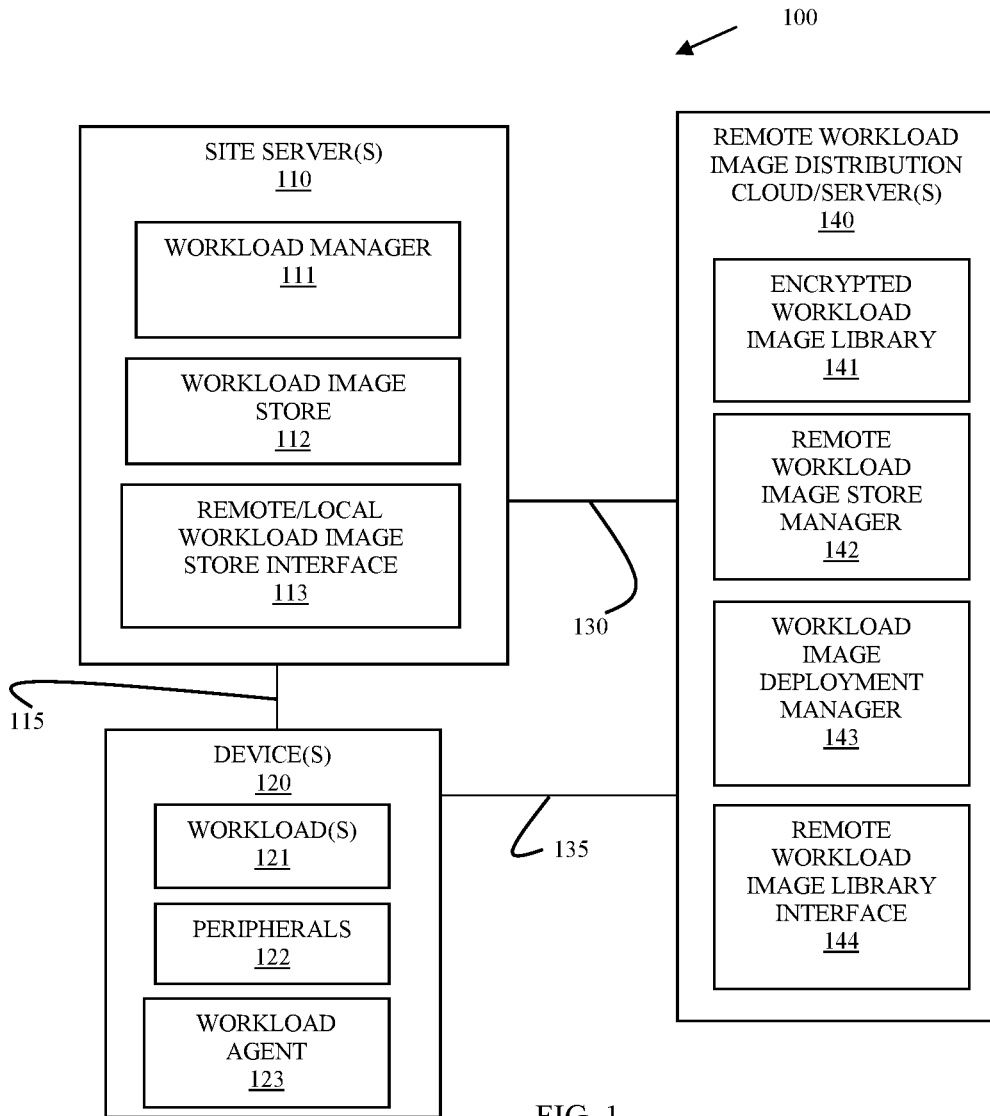 100
SITE SERVER(S)
110
WORKLOAD MANAGER
111
WORKLOAD IMAGE
STORE
112
REMOTE/LOCAL
WORKLOAD IMAGE
STORE INTERFACE
113
REMOTE WORKLOAD
IMAGE DISTRIBUTION
CLOUD/SERVER(S)
140
ENCRYPTED
WORKLOAD
IMAGE LIBRARY
141
REMOTE
WORKLOAD
IMAGE STORE
MANAGER
142
WORKLOAD
IMAGE
DEPLOYMENT
MANAGER
143
REMOTE
WORKLOAD
IMAGE LIBRARY
INTERFACE
144
130
115
DEVICE(S)
120
WORKLOAD(S)
121
PERIPHERALS
122
WORKLOAD
AGENT
123
135
FIG. 1